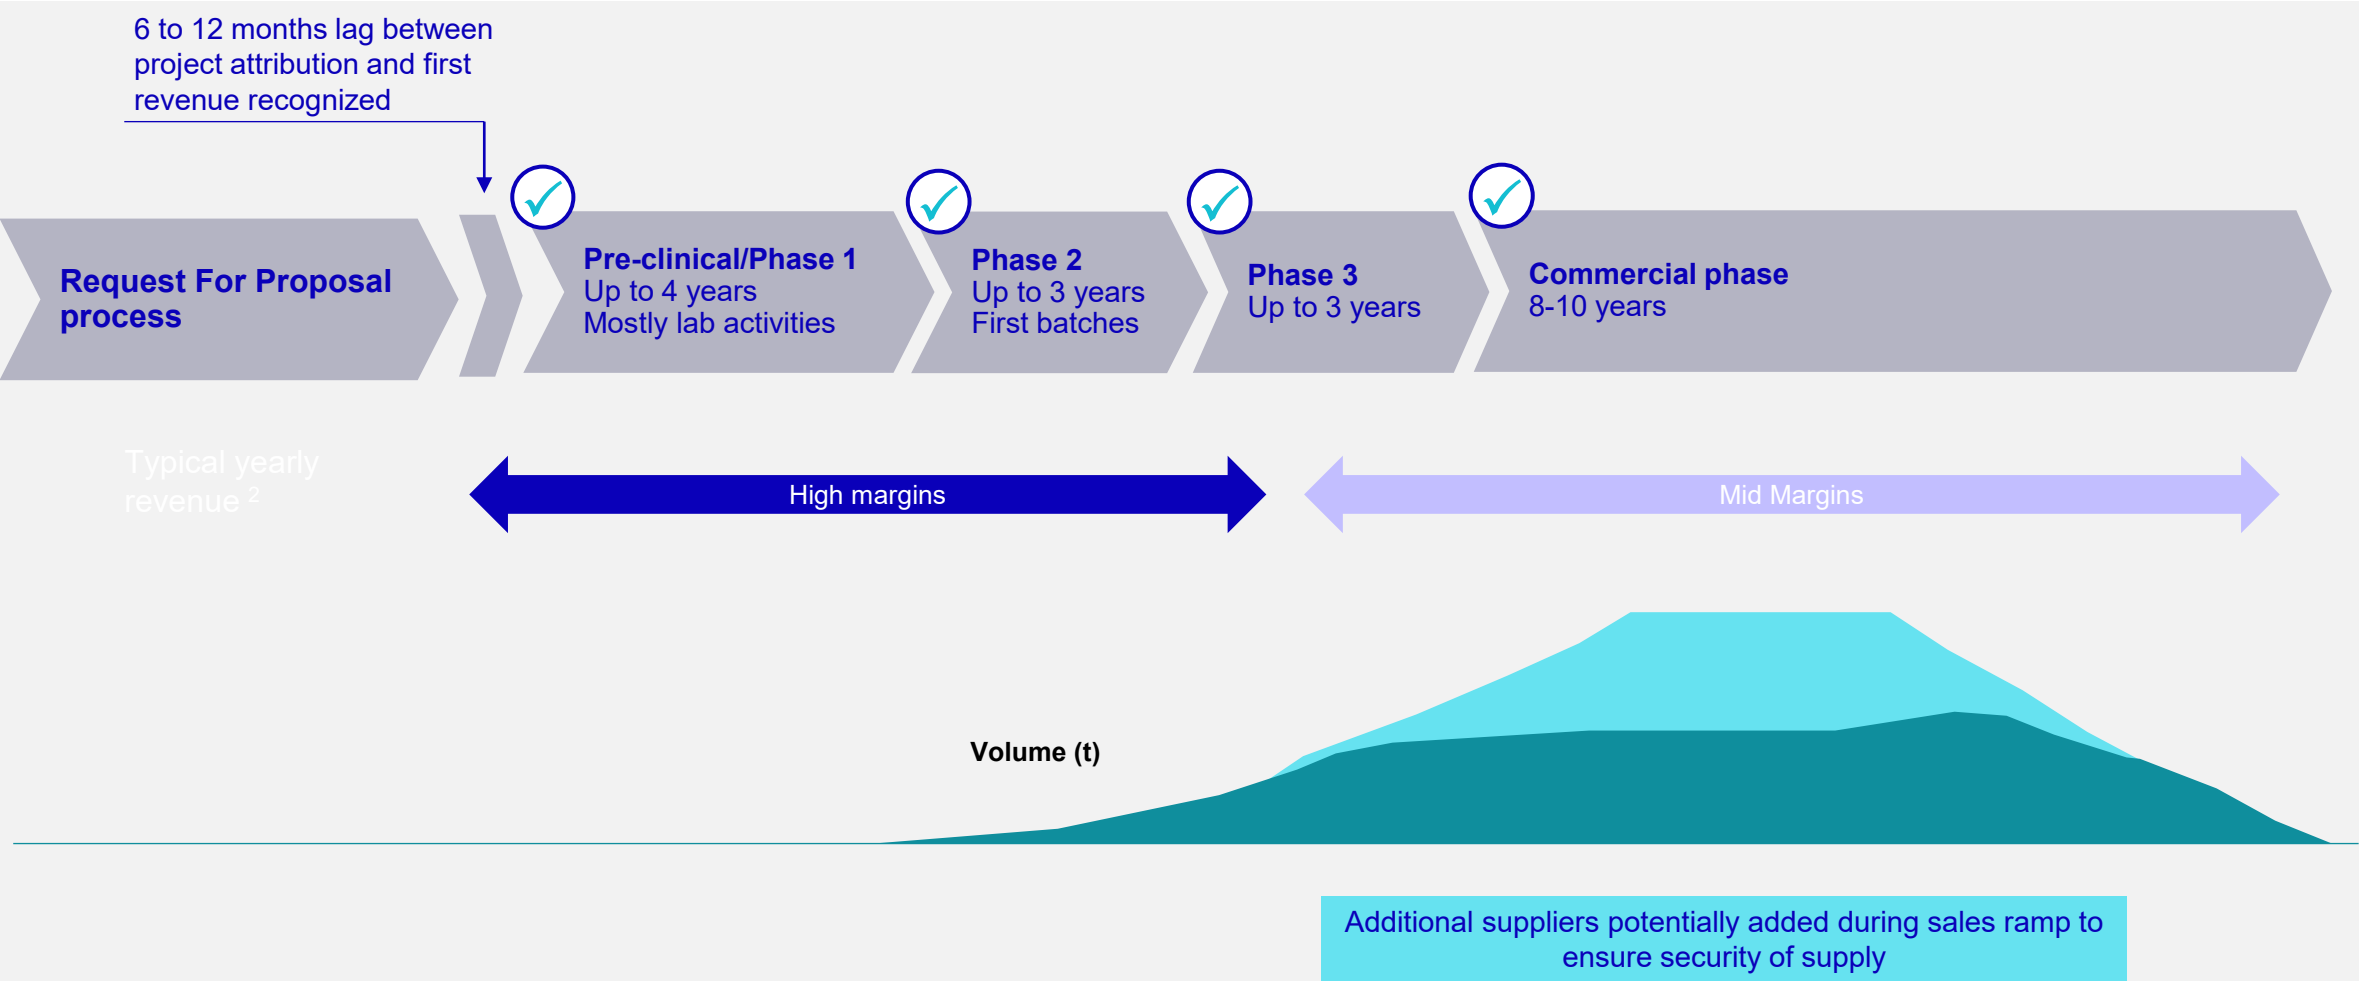 6 to 12 months lag between
project attribution and first
revenue recognized
Request For Proposal
process
Pre-clinical/Phase 1
Up to 4 years
Mostly lab activities
Phase 2
Up to 3 years
First batches
Phase 3
Up to 3 years
Commercial phase
8-10 years
Typical yearly
revenue ²
High margins
Mid Margins
Volume (t)
Additional suppliers potentially added during sales ramp to
ensure security of supply